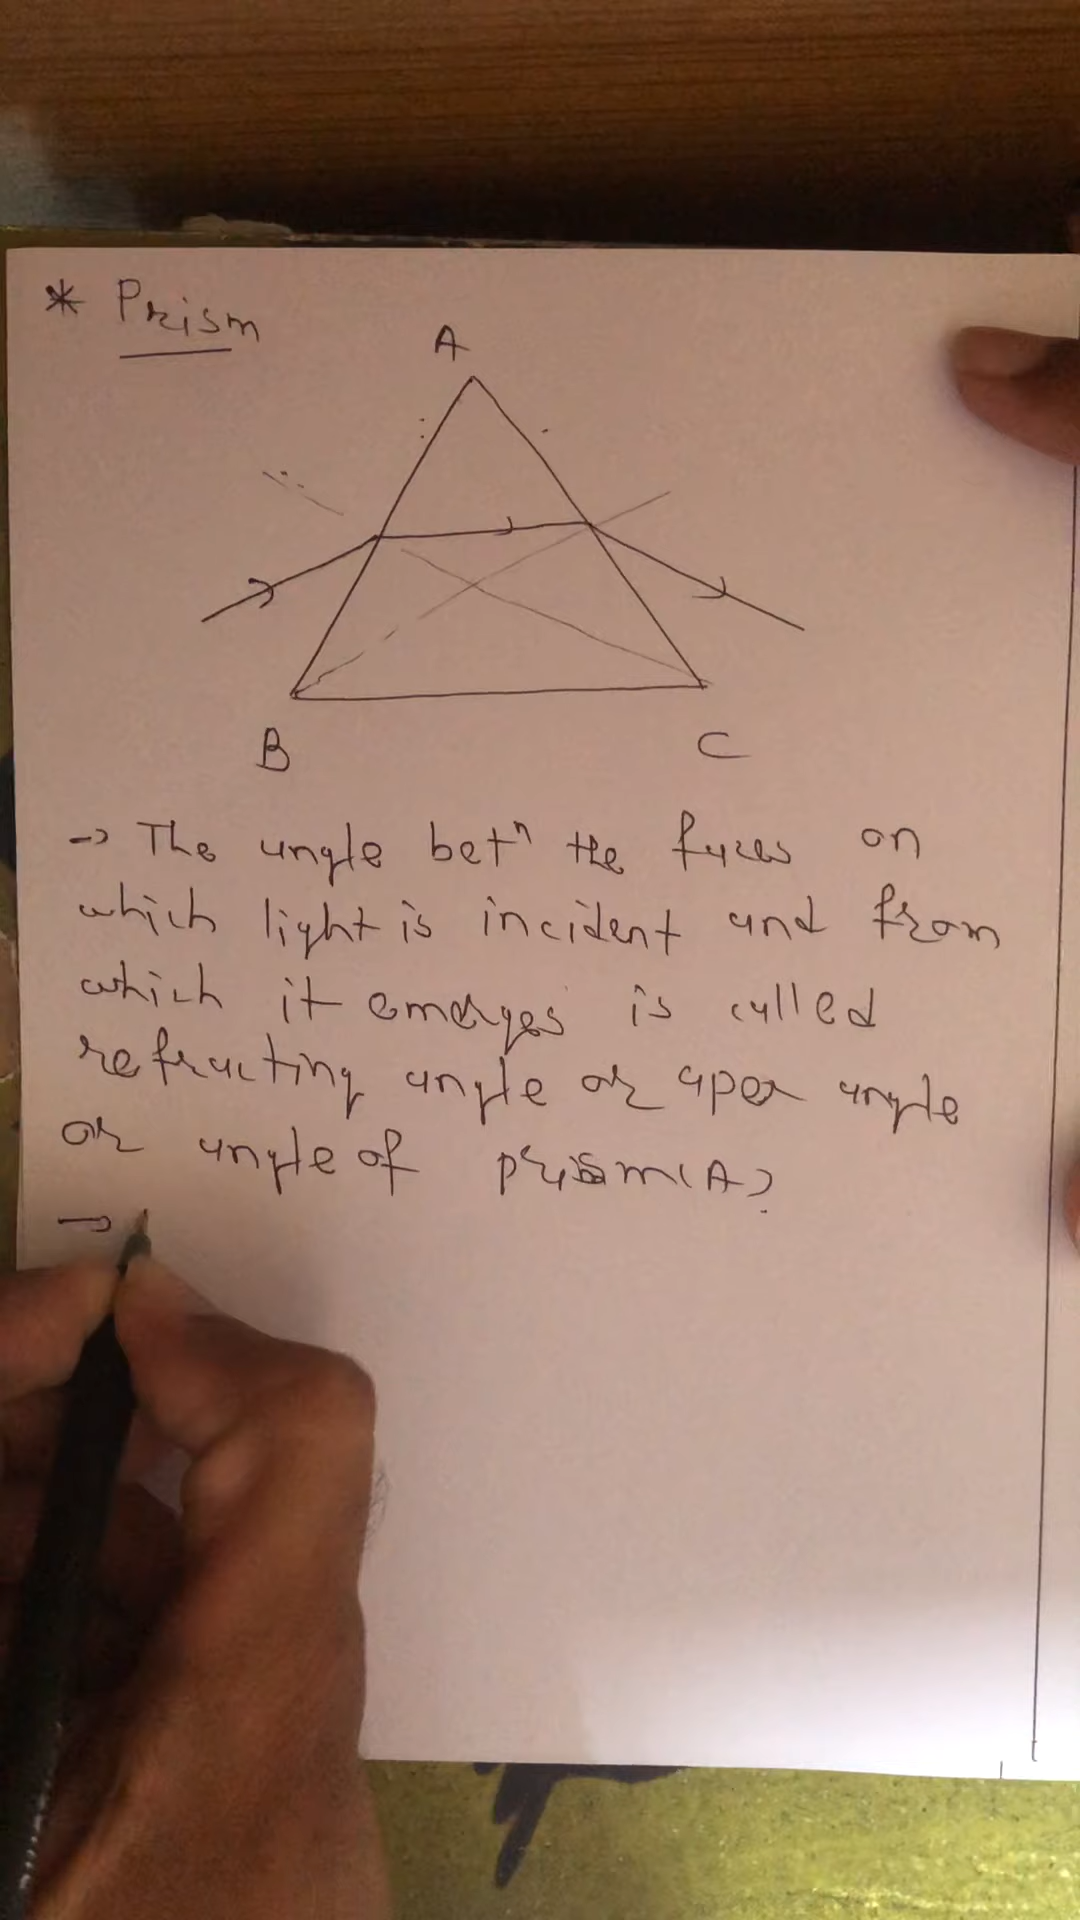 * Prism
A
B
C
-> The angle betⁿ the faces on
which light is incident and from
which it emerges is called
refracting angle or apex angle
or angle of prism (A).
->